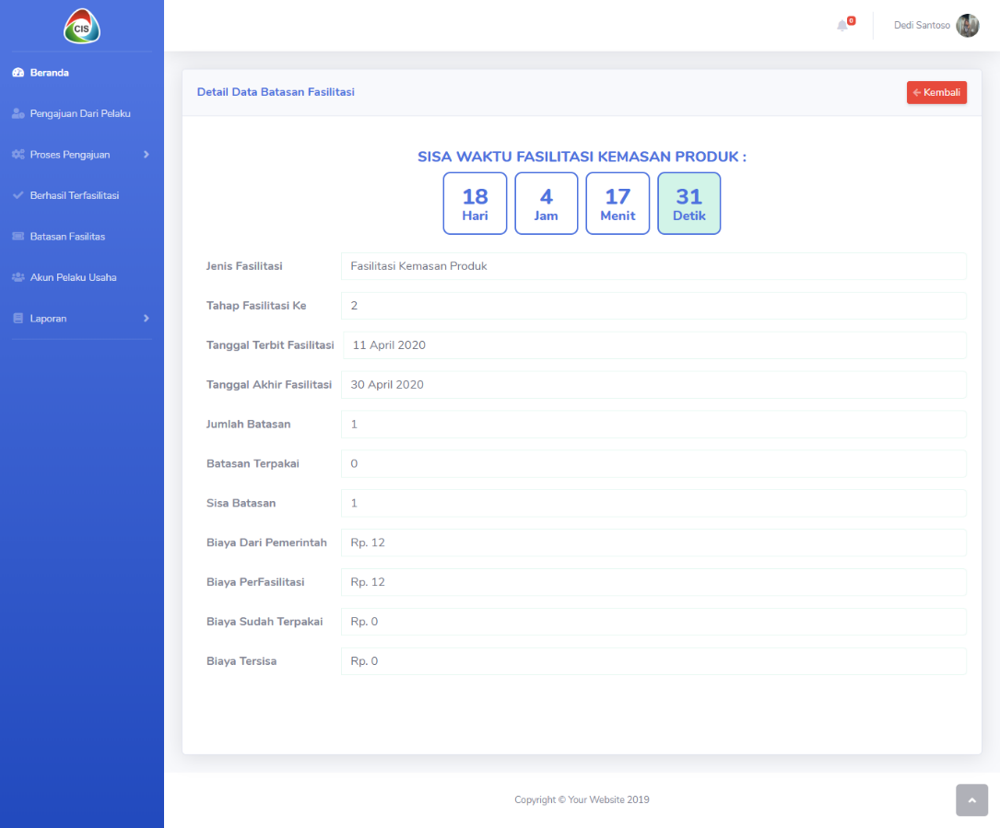 CIS
0
Dedi Santoso
Beranda
Pengajuan Dari Pelaku
Proses Pengajuan
Berhasil Terfasilitasi
Batasan Fasilitas
Akun Pelaku Usaha
Laporan
Detail Data Batasan Fasilitasi
Kembali
SISA WAKTU FASILITASI KEMASAN PRODUK :
18 4 17 31
Hari Jam Menit Detik
Jenis Fasilitasi Fasilitasi Kemasan Produk
Tahap Fasilitasi Ke 2
Tanggal Terbit Fasilitasi 11 April 2020
Tanggal Akhir Fasilitasi 30 April 2020
Jumlah Batasan 1
Batasan Terpakai 0
Sisa Batasan 1
Biaya Dari Pemerintah Rp. 12
Biaya PerFasilitasi Rp. 12
Biaya Sudah Terpakai Rp. 0
Biaya Tersisa Rp. 0
Copyright © Your Website 2019